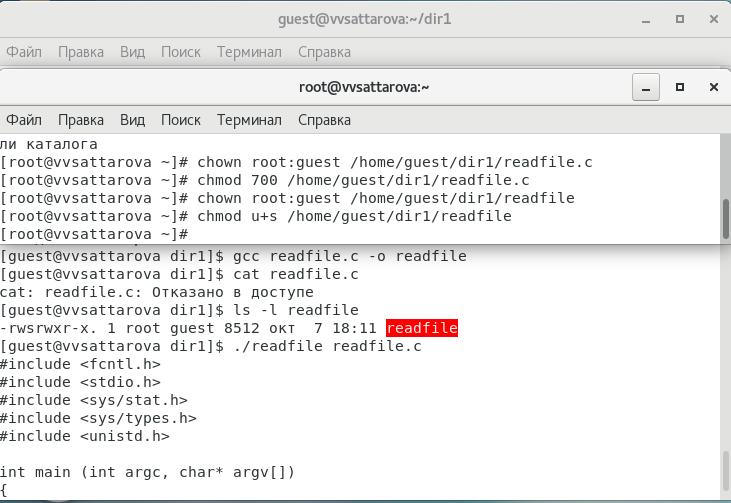 guest@vvsattarova:~/dir1
Файл Правка Вид Поиск Терминал Справка
root@vvsattarova:~
Файл Правка Вид Поиск Терминал Справка
ли каталога
[root@vvsattarova ~]# chown root:guest /home/guest/dir1/readfile.c
[root@vvsattarova ~]# chmod 700 /home/guest/dir1/readfile.c
[root@vvsattarova ~]# chown root:guest /home/guest/dir1/readfile
[root@vvsattarova ~]# chmod u+s /home/guest/dir1/readfile
[root@vvsattarova ~]#
[guest@vvsattarova dir1]$ gcc readfile.c -o readfile
[guest@vvsattarova dir1]$ cat readfile.c
cat: readfile.c: Отказано в доступе
[guest@vvsattarova dir1]$ ls -l readfile
-rwsrwxr-x. 1 root guest 8512 окт  7 18:11 readfile
[guest@vvsattarova dir1]$ ./readfile readfile.c
#include <fcntl.h>
#include <stdio.h>
#include <sys/stat.h>
#include <sys/types.h>
#include <unistd.h>
int main (int argc, char* argv[])
{